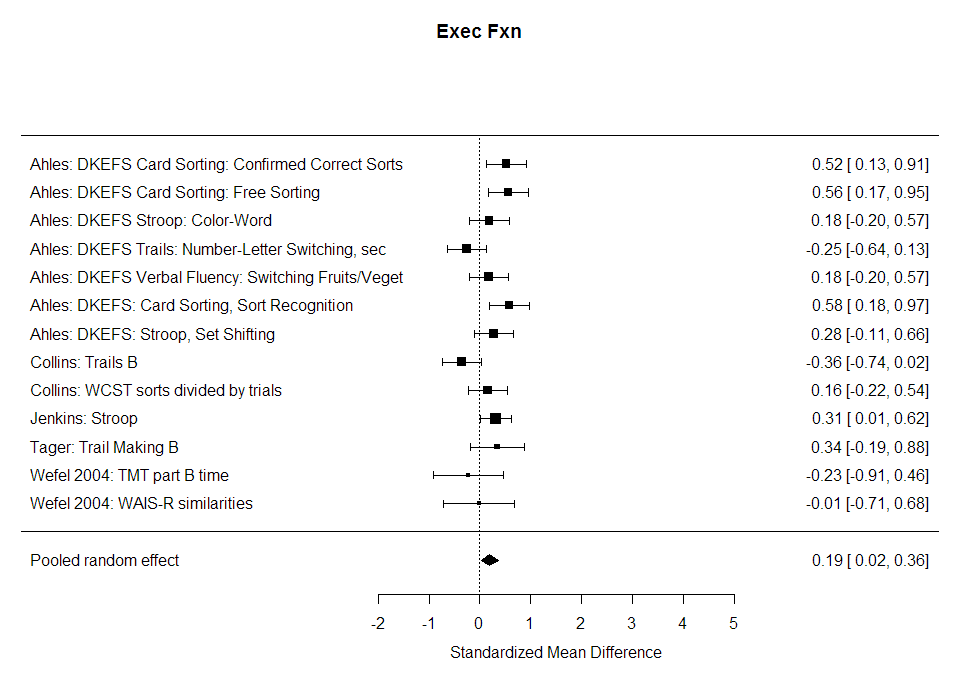 Exec Fxn
Ahles: DKEFS Card Sorting: Confirmed Correct Sorts 0.52 [ 0.13, 0.91]
Ahles: DKEFS Card Sorting: Free Sorting 0.56 [ 0.17, 0.95]
Ahles: DKEFS Stroop: Color-Word 0.18 [-0.20, 0.57]
Ahles: DKEFS Trails: Number-Letter Switching, sec -0.25 [-0.64, 0.13]
Ahles: DKEFS Verbal Fluency: Switching Fruits/Veget 0.18 [-0.20, 0.57]
Ahles: DKEFS: Card Sorting, Sort Recognition 0.58 [ 0.18, 0.97]
Ahles: DKEFS: Stroop, Set Shifting 0.28 [-0.11, 0.66]
Collins: Trails B -0.36 [-0.74, 0.02]
Collins: WCST sorts divided by trials 0.16 [-0.22, 0.54]
Jenkins: Stroop 0.31 [ 0.01, 0.62]
Tager: Trail Making B 0.34 [-0.19, 0.88]
Wefel 2004: TMT part B time -0.23 [-0.91, 0.46]
Wefel 2004: WAIS-R similarities -0.01 [-0.71, 0.68]
Pooled random effect 0.19 [ 0.02, 0.36]
-2 -1 0 1 2 3 4 5
Standardized Mean Difference